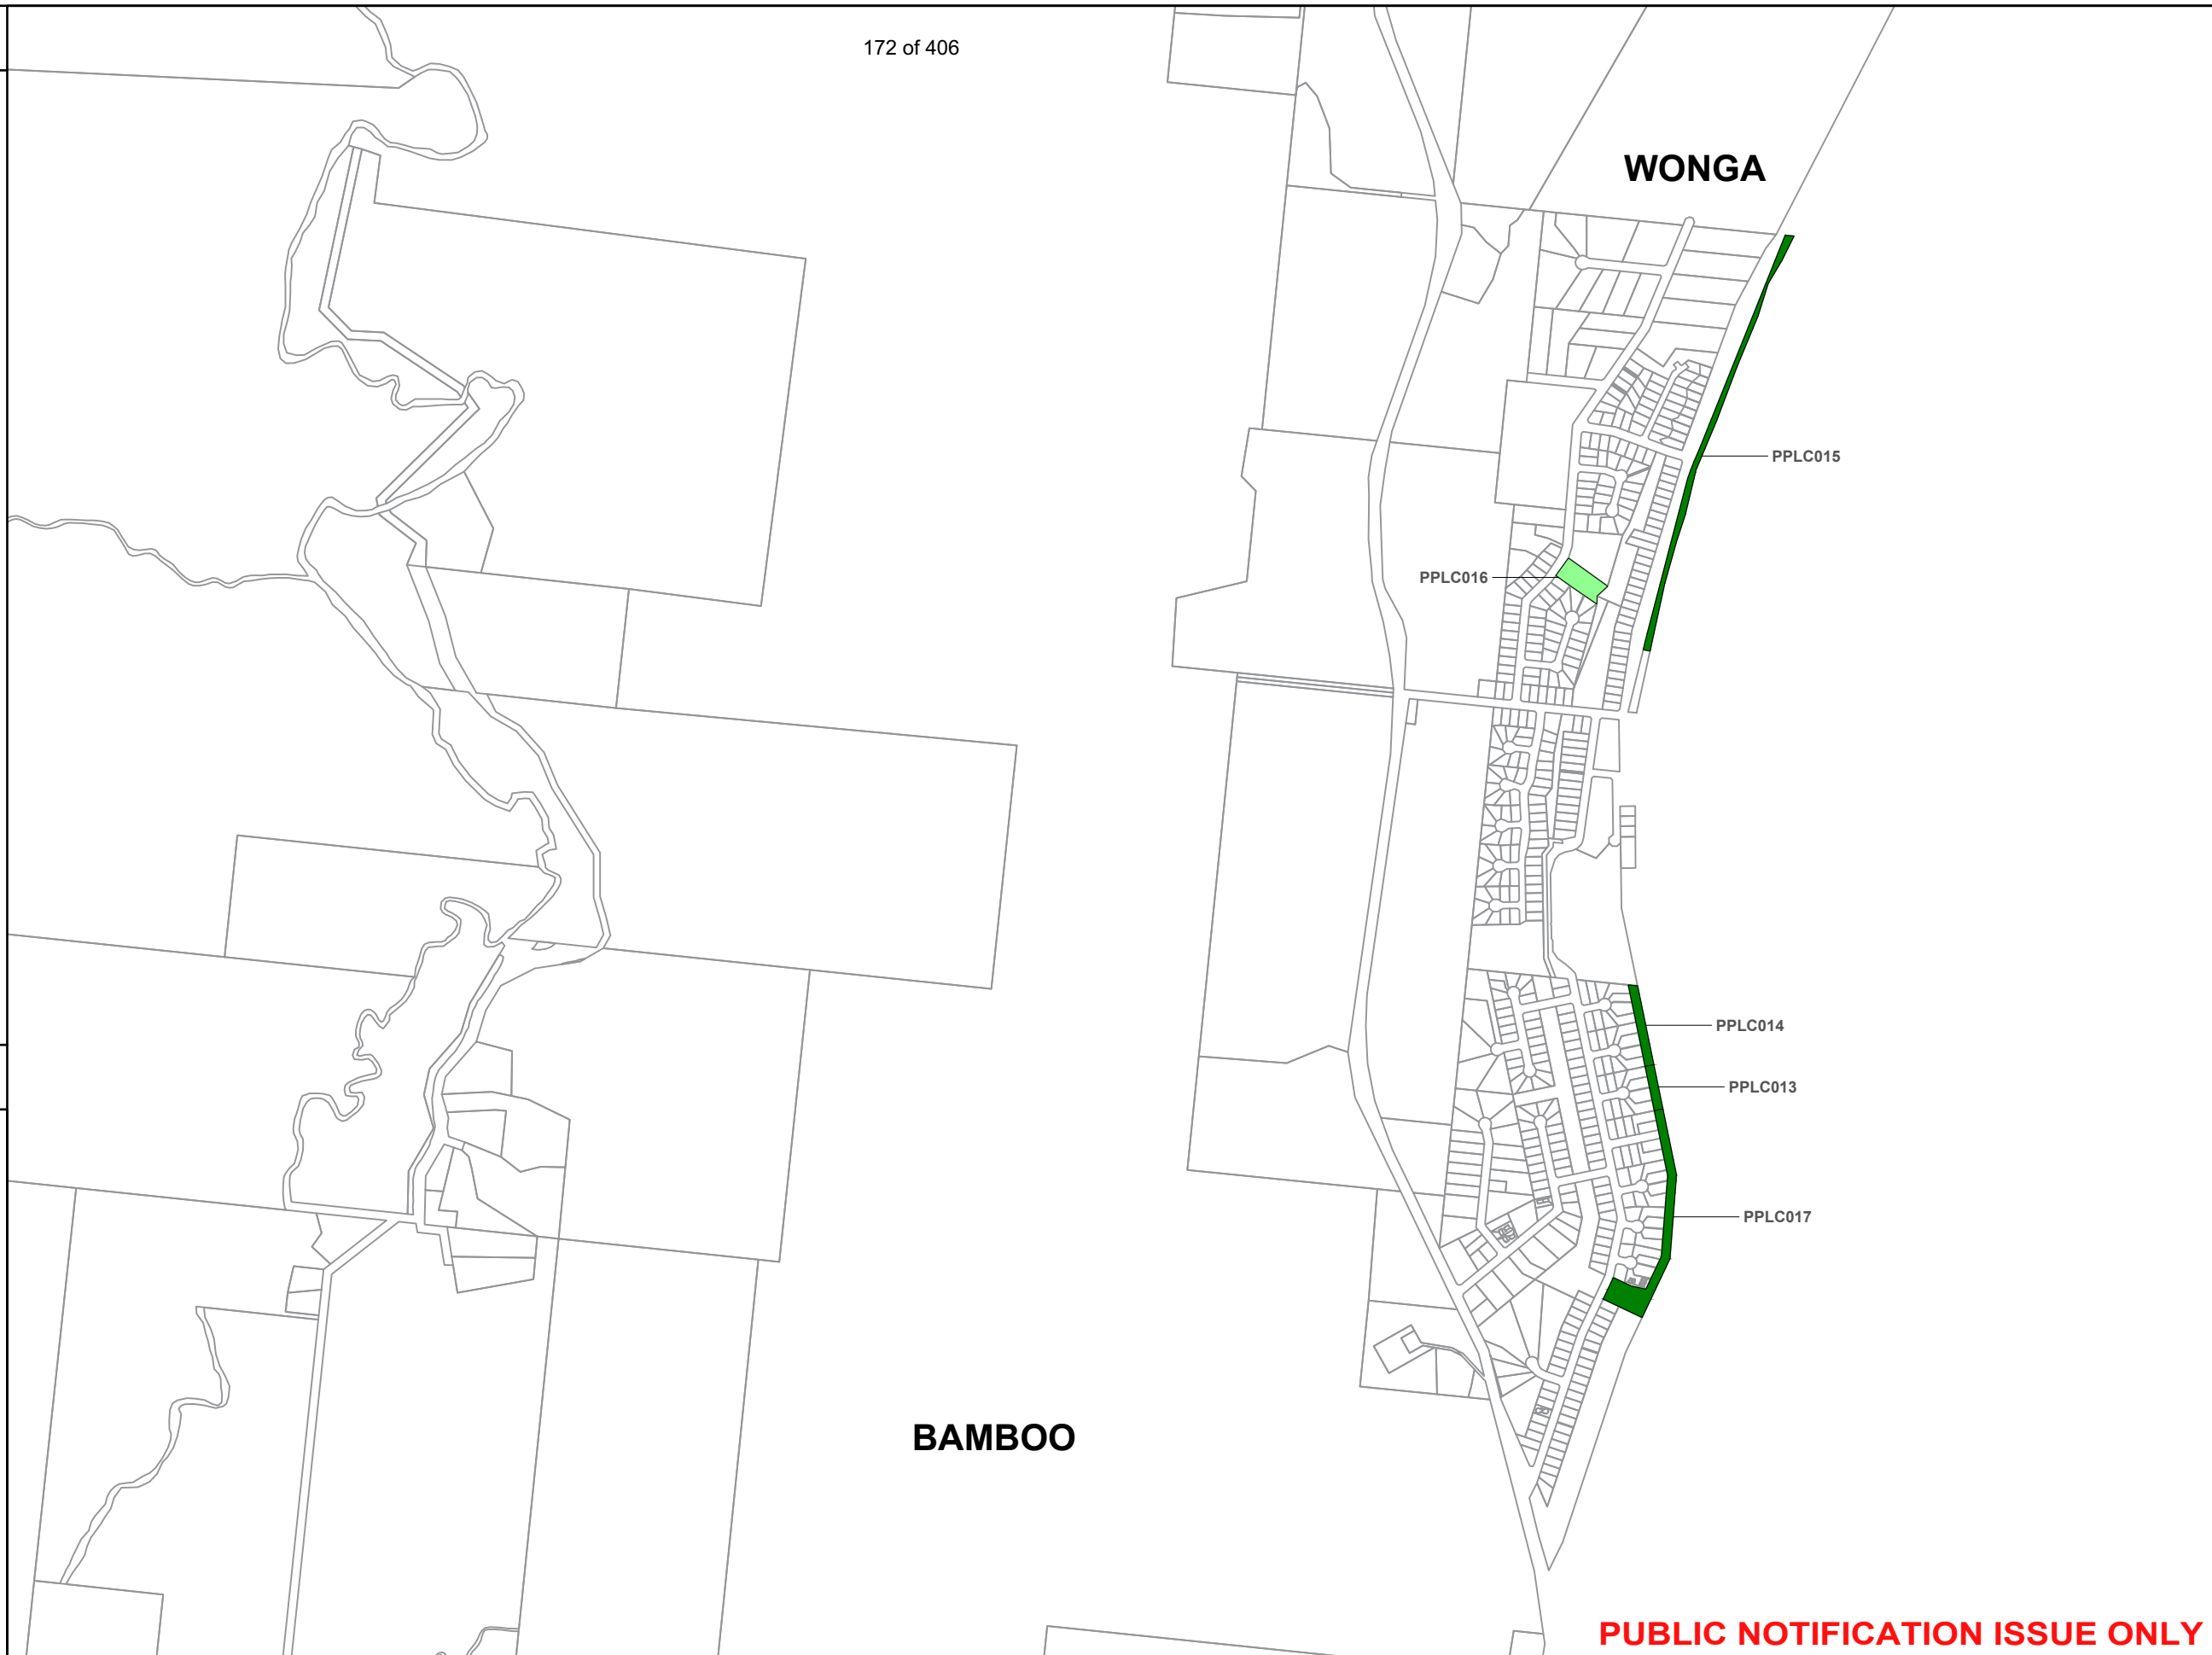 172 of 406
WONGA
PPLC015
PPLC016
PPLC014
PPLC013
PPLC017
BAMBOO
PUBLIC NOTIFICATION ISSUE ONLY